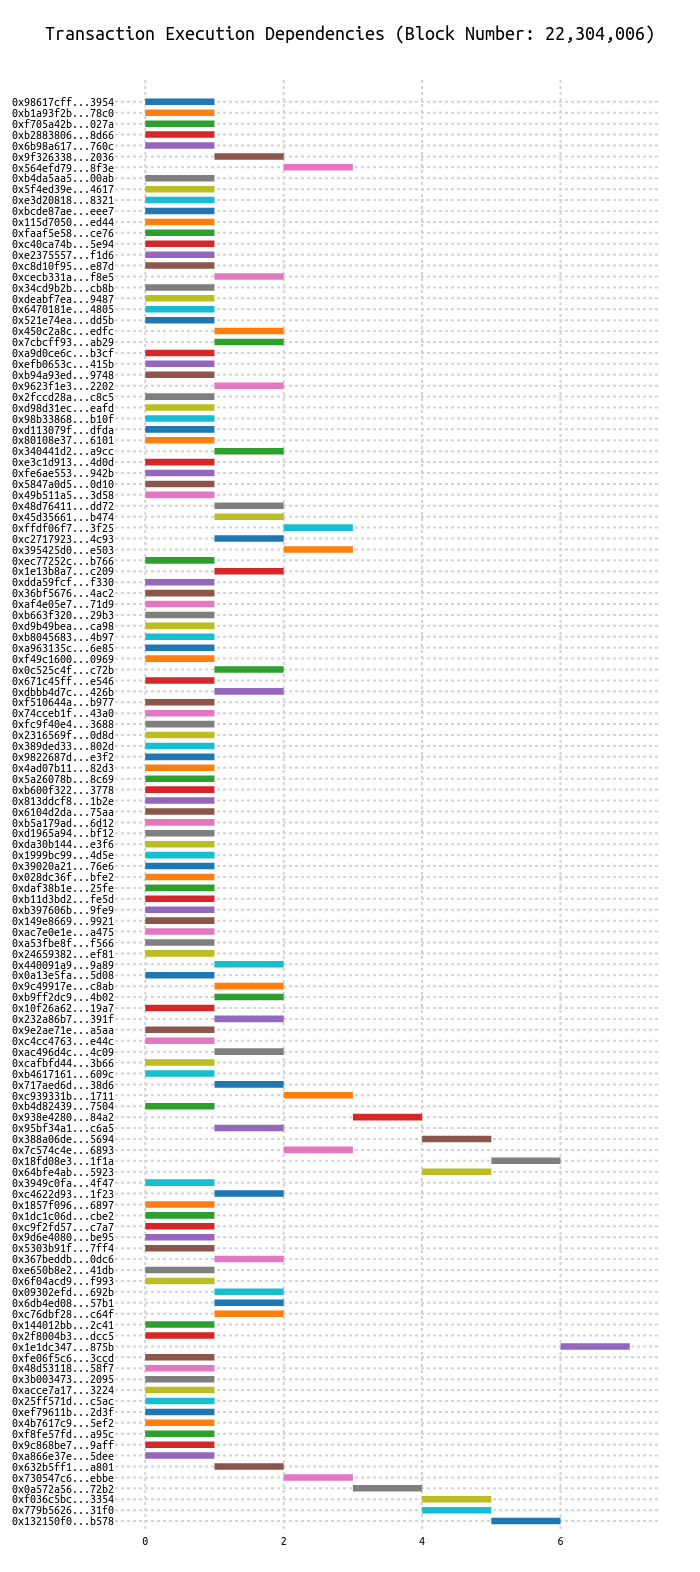 Transaction Execution Dependencies (Block Number: 22,304,006)
0x98617cff...3954
0xb1a93f2b...78c0
0xf705a42b...027a
0xb2883806...8d66
0x6b98a617...760c
0x9f326338...2036
0x564efd79...8f3e
0xb4da5aa5...00ab
0x5f4ed39e...4617
0xe3d20818...8321
0xbcde87ae...eee7
0x115d7050...ed44
0xfaaf5e58...ce76
0xc40ca74b...5e94
0xe2375557...f1d6
0xc8d10f95...e87d
0xcecb331a...f8e5
0x34cd9b2b...cb8b
0xdeabf7ea...9487
0x6470181e...4805
0x521e74ea...dd5b
0x450c2a8c...edfc
0x7cbcff93...ab29
0xa9d0ce6c...b3cf
0xefb0653c...415b
0xb94a93ed...9748
0x9623f1e3...2202
0x2fccd28a...c8c5
0xd98d31ec...eafd
0x98b33868...b10f
0xd113079f...dfda
0x80108e37...6101
0x340441d2...a9cc
0xe3c1d913...4d0d
0xfe6ae553...942b
0x5847a0d5...0d10
0x49b511a5...3d58
0x48d76411...dd72
0x45d35661...b474
0xffdf06f7...3f25
0xc2717923...4c93
0x395425d0...e503
0xec77252c...b766
0x1e13b8a7...c209
0xdda59fcf...f330
0x36bf5676...4ac2
0xaf4e05e7...71d9
0xb663f320...29b3
0xd9b49bea...ca98
0xb8045683...4b97
0xa963135c...6e85
0xf49c1600...0969
0x0c525c4f...c72b
0x671c45ff...e546
0xdbbb4d7c...426b
0xf510644a...b977
0x74cceb1f...43a0
0xfc9f40e4...3688
0x2316569f...0d8d
0x389ded33...802d
0x9822687d...e3f2
0x4ad07b11...82d3
0x5a26078b...8c69
0xb600f322...3778
0x813ddcf8...1b2e
0x6104d2da...75aa
0xb5a179ad...6d12
0xd1965a94...bf12
0xda30b144...e3f6
0x1999bc99...4d5e
0x39020a21...76e6
0x028dc36f...bfe2
0xdaf38b1e...25fe
0xb11d3bd2...fe5d
0xb397606b...9fe9
0x149e8669...9921
0xac7e0e1e...a475
0xa53fbe8f...f566
0x24659382...ef81
0x440091a9...9a89
0x0a13e5fa...5d08
0x9c49917e...c8ab
0xb9ff2dc9...4b02
0x10f26a62...19a7
0x232a86b7...391f
0x9e2ae71e...a5aa
0xc4cc4763...e44c
0xac496d4c...4c09
0xcafbfd44...3b66
0xb4617161...609c
0x717aed6d...38d6
0xc939331b...1711
0xb4d82439...7504
0x938e4280...84a2
0x95bf34a1...c6a5
0x388a06de...5694
0x7c574c4e...6893
0x18fd08e3...1f1a
0x64bfe4ab...5923
0x3949c0fa...4f47
0xc4622d93...1f23
0x1857f096...6897
0x1dc1c06d...cbe2
0xc9f2fd57...c7a7
0x9d6e4080...be95
0x5303b91f...7ff4
0x367beddb...0dc6
0xe650b8e2...41db
0x6f04acd9...f993
0x09302efd...692b
0x6db4ed08...57b1
0xc76dbf28...c64f
0x144012bb...2c41
0x2f8004b3...dcc5
0x1e1dc347...875b
0xfe06f5c6...3ccd
0x48d53118...58f7
0x3b003473...2095
0xacce7a17...3224
0x25ff571d...c5ac
0xef79611b...2d3f
0x4b7617c9...5ef2
0xf8fe57fd...a95c
0x9c868be7...9aff
0xa866e37e...5dee
0x632b5ff1...a801
0x730547c6...ebbe
0x0a572a56...72b2
0xf036c5bc...3354
0x779b5626...31f0
0x132150f0...b578
0 2 4 6